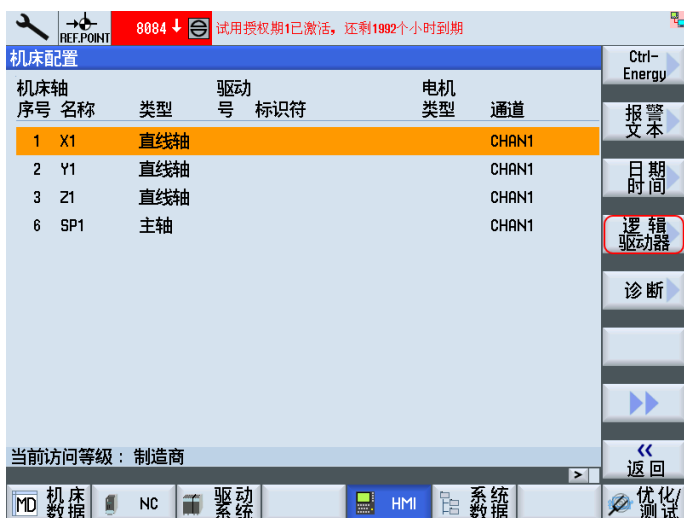 REF.POINT
8084 试用授权期1已激活，还剩1992个小时到期
机床配置
机床轴 驱动 电机
序号 名称 类型 号 标识符 类型 通道
1 X1 直线轴 CHAN1
2 Y1 直线轴 CHAN1
3 Z1 直线轴 CHAN1
6 SP1 主轴 CHAN1
当前访问等级：制造商
Ctrl-
Energy
报警
文本
日期
时间
逻辑
驱动器
诊断
返回
MD 机床
数据
NC
驱动
系统
HMI
系统
数据
优化/
测试